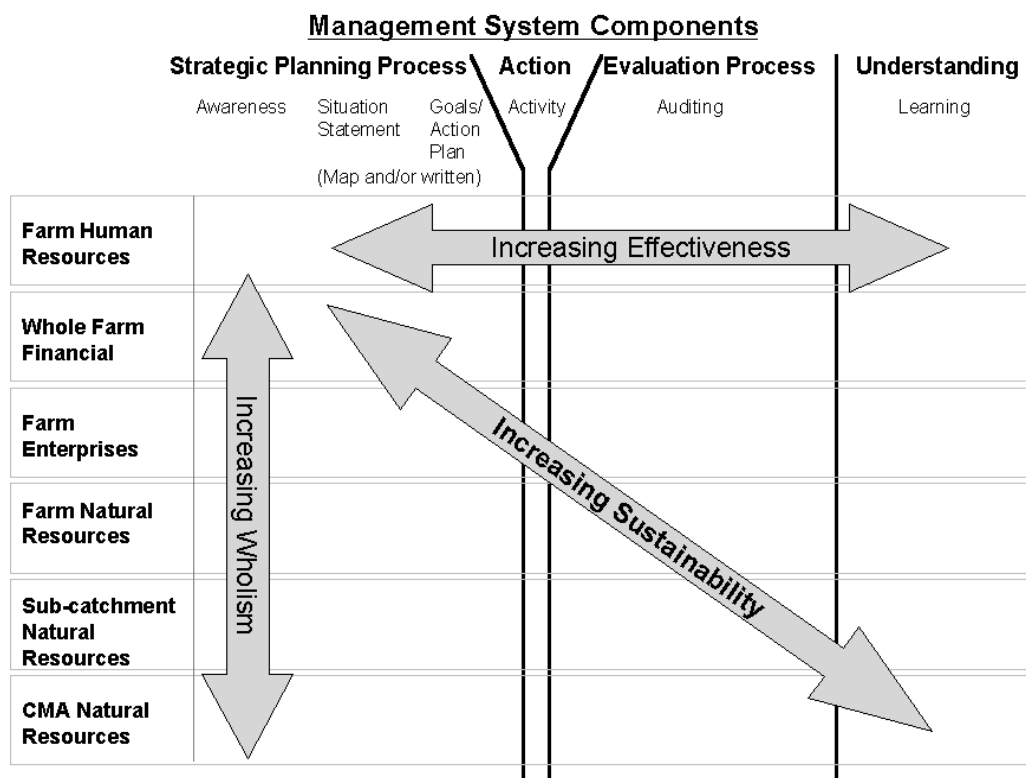 Management System Components
Strategic Planning Process Action Evaluation Process Understanding
Awareness Situation Goals/ Activity Auditing Learning
Statement Action
Plan
(Map and/or written)
Farm Human
Resources
Increasing Effectiveness
Whole Farm
Financial
Farm
Enterprises
Farm Natural
Resources
Sub-catchment
Natural
Resources
CMA Natural
Resources
Increasing Wholism
Increasing Sustainability